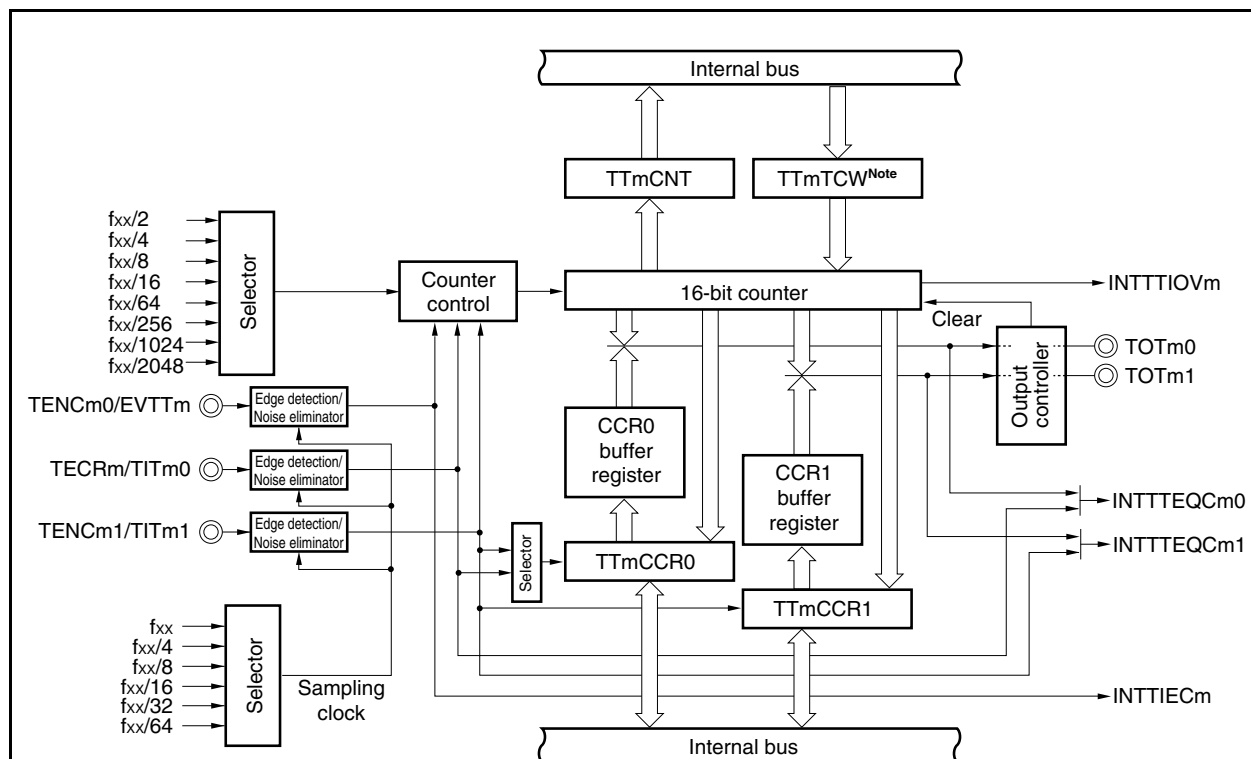 Internal bus
TTmCNT
TTmTCWNote
fxx/2
fxx/4
fxx/8
fxx/16
fxx/64
fxx/256
fxx/1024
fxx/2048
Selector
Counter
control
16-bit counter
INTTTIOVm
Clear
Output
controller
TOTm0
TOTm1
TENCm0/EVTTm
Edge detection/
Noise eliminator
TECRm/TITm0
Edge detection/
Noise eliminator
TENCm1/TITm1
Edge detection/
Noise eliminator
CCR0
buffer
register
CCR1
buffer
register
INTTTEQCm0
INTTTEQCm1
Selector
TTmCCR0
TTmCCR1
fxx
fxx/4
fxx/8
fxx/16
fxx/32
fxx/64
Selector
Sampling
clock
INTTIECm
Internal bus